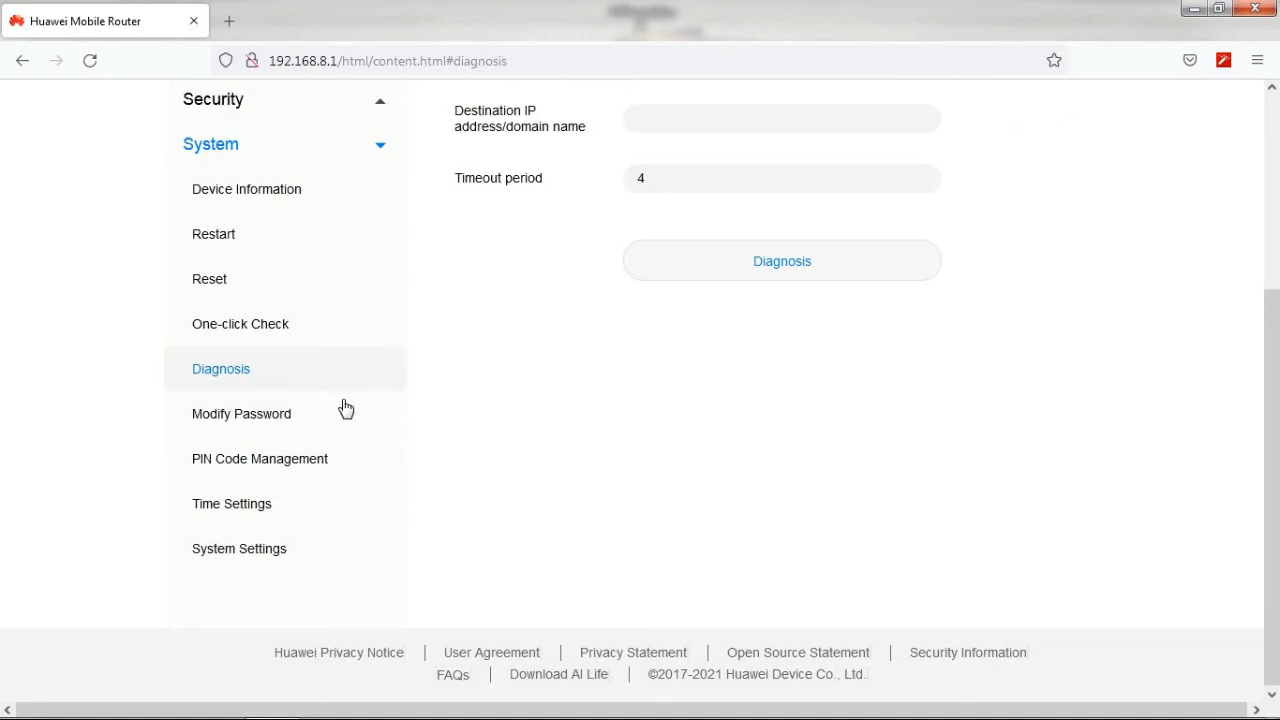 Huawei Mobile Router
192.168.8.1/html/content.html#diagnosis
Security
System
Device Information
Restart
Reset
One-click Check
Diagnosis
Modify Password
PIN Code Management
Time Settings
System Settings
Destination IP
address/domain name
Timeout period
4
Diagnosis
Huawei Privacy Notice | User Agreement | Privacy Statement | Open Source Statement | Security Information
FAQs | Download AI Life | ©2017-2021 Huawei Device Co., Ltd.